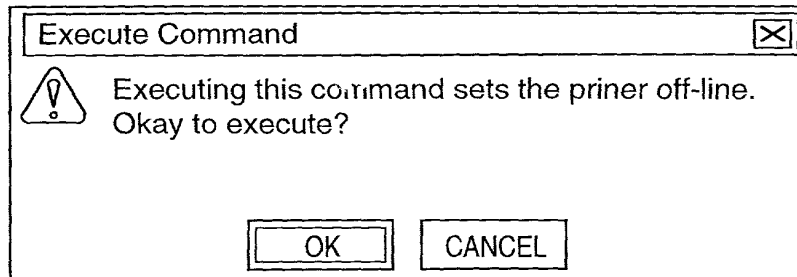 Execute Command
Executing this command sets the priner off-line.
Okay to execute?
OK CANCEL